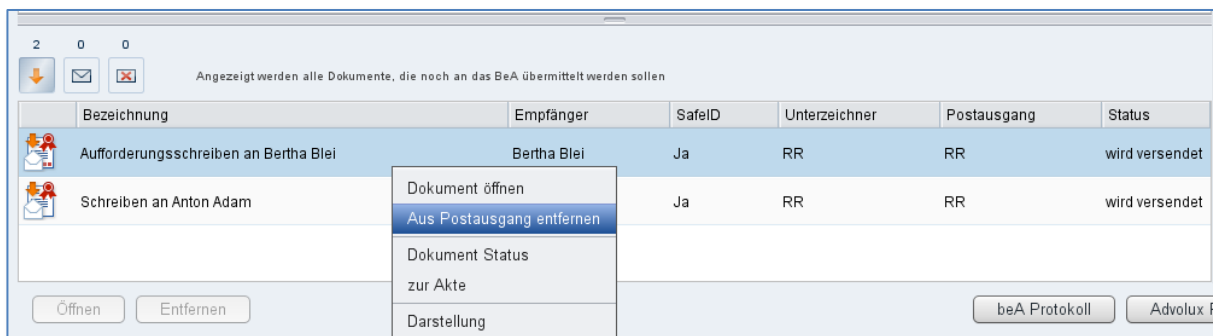 2 0 0
Angezeigt werden alle Dokumente, die noch an das BeA übermittelt werden sollen
Bezeichnung Empfänger SafeID Unterzeichner Postausgang Status
Aufforderungsschreiben an Bertha Blei Bertha Blei Ja RR RR wird versendet
Schreiben an Anton Adam Ja RR RR wird versendet
Dokument öffnen
Aus Postausgang entfernen
Dokument Status
zur Akte
Darstellung
Öffnen Entfernen beA Protokoll Advolux